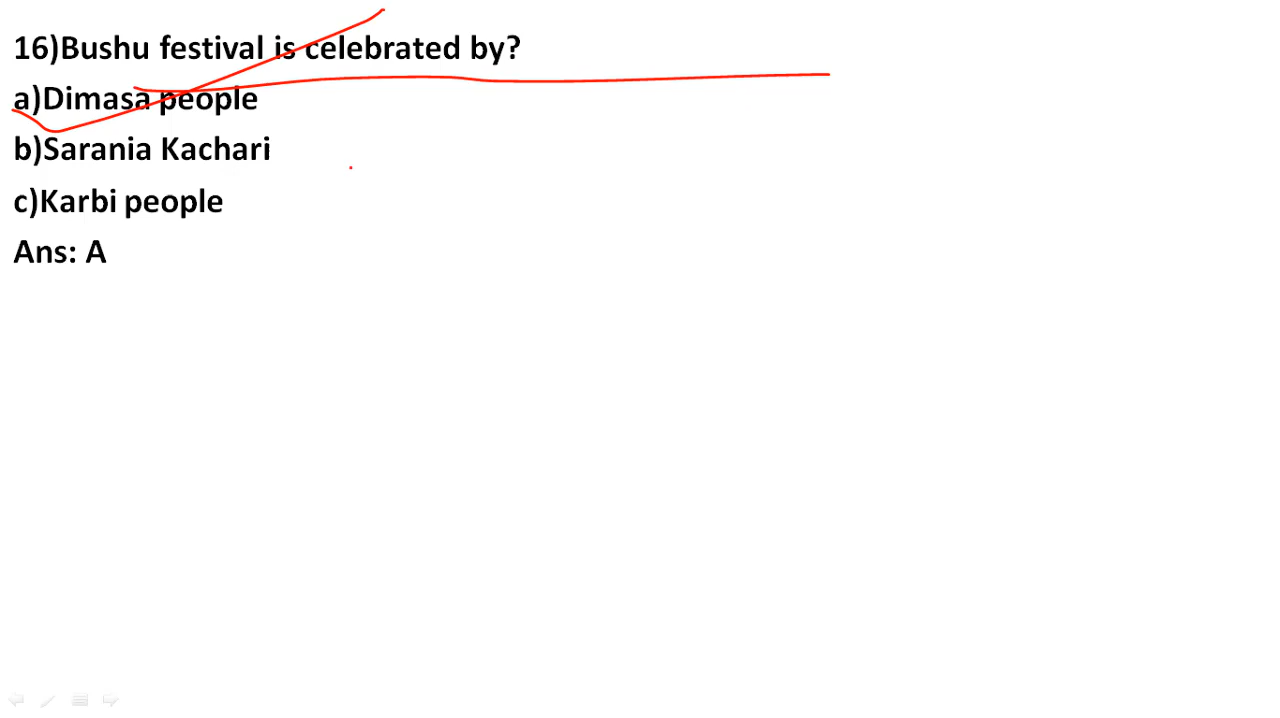 16)Bushu festival is celebrated by?
a)Dimasa people
b)Sarania Kachari
c)Karbi people
Ans: A